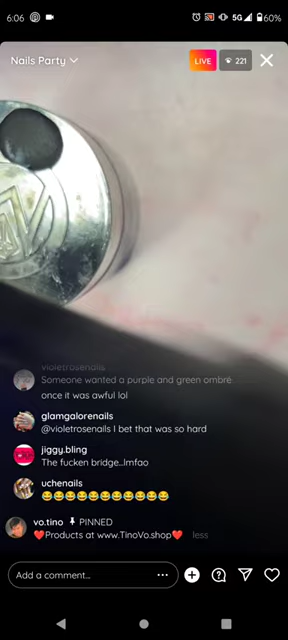 6:06
5G
60%
Nails Party
LIVE
221
violetrosenails
Someone wanted a purple and green ombré
once it was awful lol
glamgalorenails
@violetrosenails I bet that was so hard
jiggy.bling
The fucken bridge...lmfao
uchenails
😂😂😂😂😂😂😂😂😂😂😂
vo.tino PINNED
❤️Products at www.TinoVo.shop❤️ less
Add a comment...